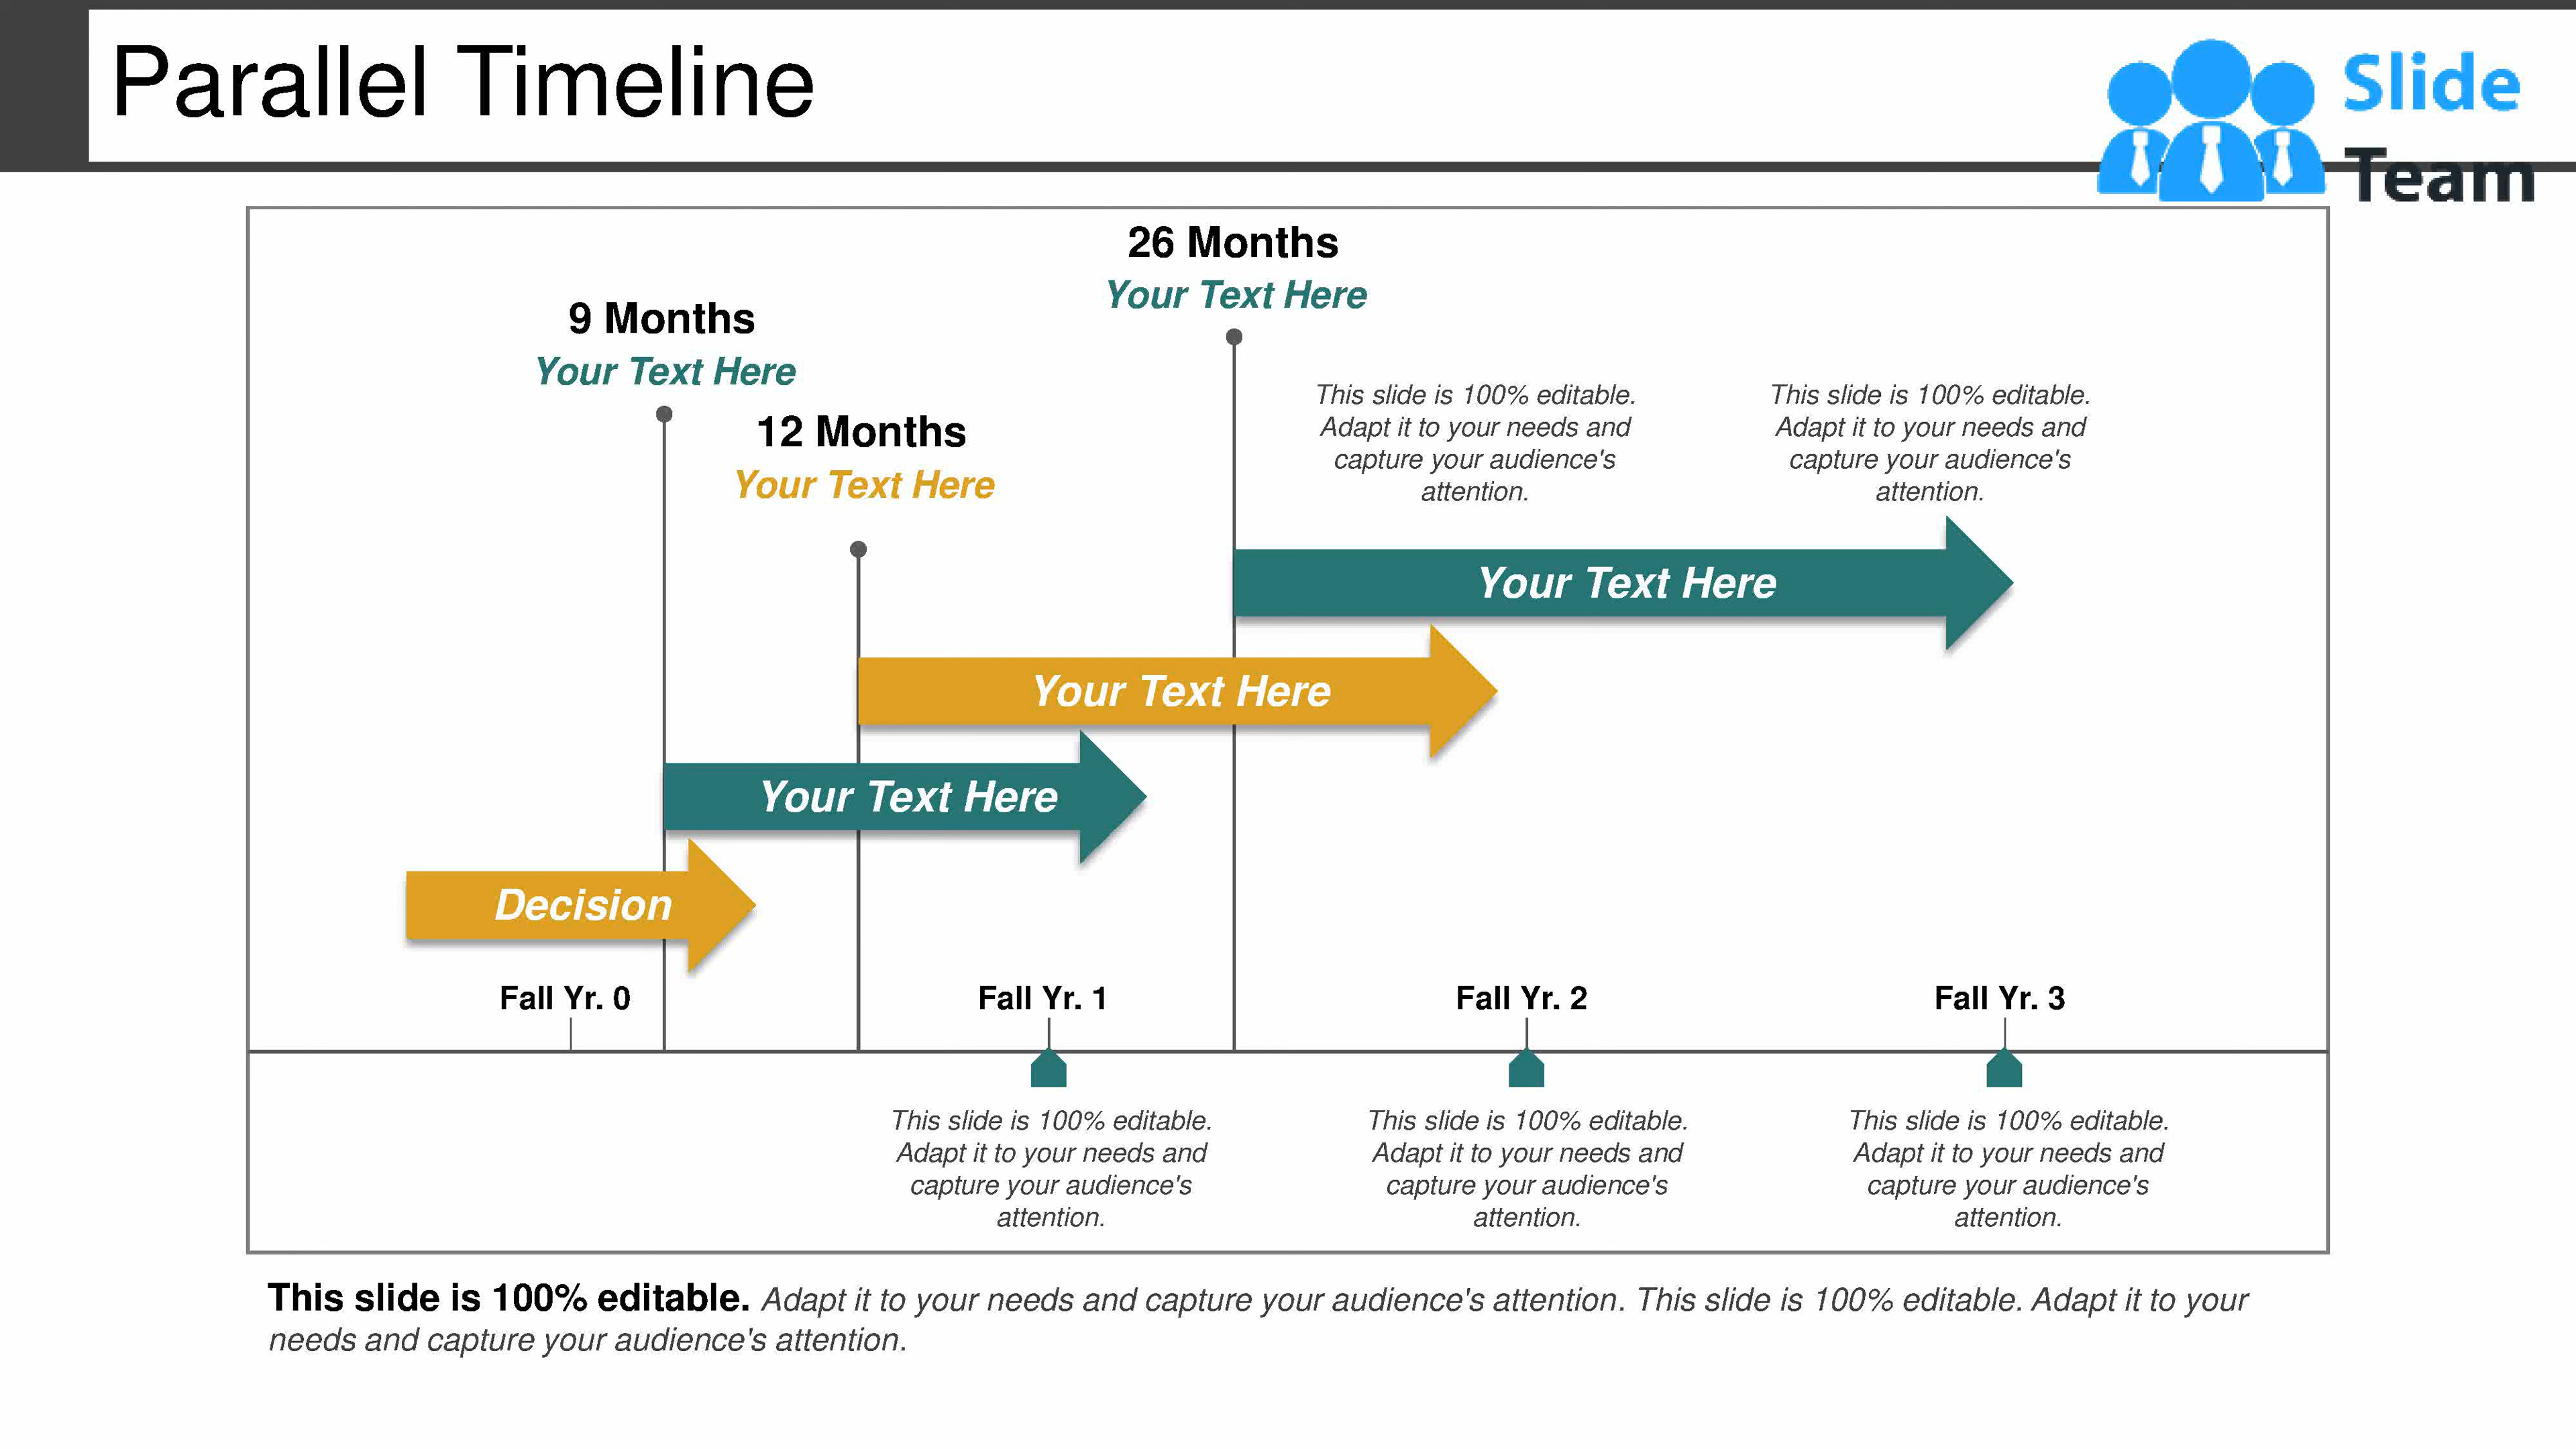 Parallel Timeline
Slide
Team
26 Months
Your Text Here
9 Months
Your Text Here
12 Months
Your Text Here
This slide is 100% editable.
Adapt it to your needs and
capture your audience's
attention.
This slide is 100% editable.
Adapt it to your needs and
capture your audience's
attention.
Your Text Here
Your Text Here
Your Text Here
Decision
Fall Yr. 0
Fall Yr. 1
Fall Yr. 2
Fall Yr. 3
This slide is 100% editable.
Adapt it to your needs and
capture your audience's
attention.
This slide is 100% editable.
Adapt it to your needs and
capture your audience's
attention.
This slide is 100% editable.
Adapt it to your needs and
capture your audience's
attention.
This slide is 100% editable. Adapt it to your needs and capture your audience's attention. This slide is 100% editable. Adapt it to your
needs and capture your audience's attention.